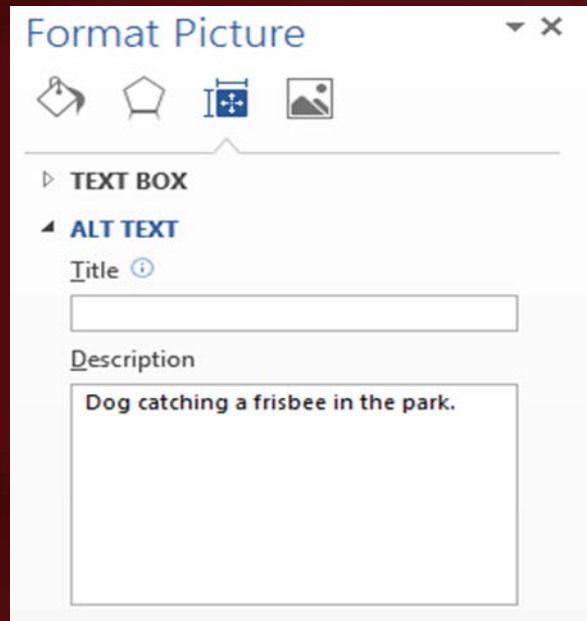 Format Picture
TEXT BOX
ALT TEXT
Title
Description
Dog catching a frisbee in the park.